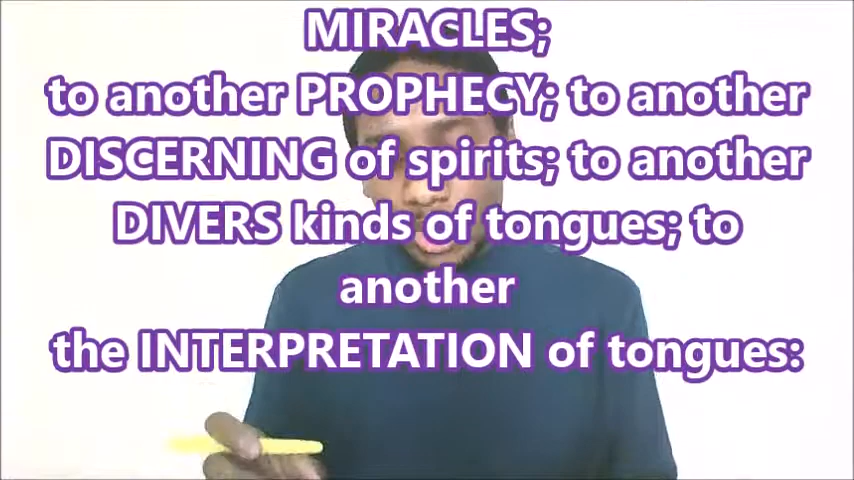 MIRACLES;
to another PROPHECY; to another
DISCERNING of spirits; to another
DIVERS kinds of tongues; to
another
the INTERPRETATION of tongues: